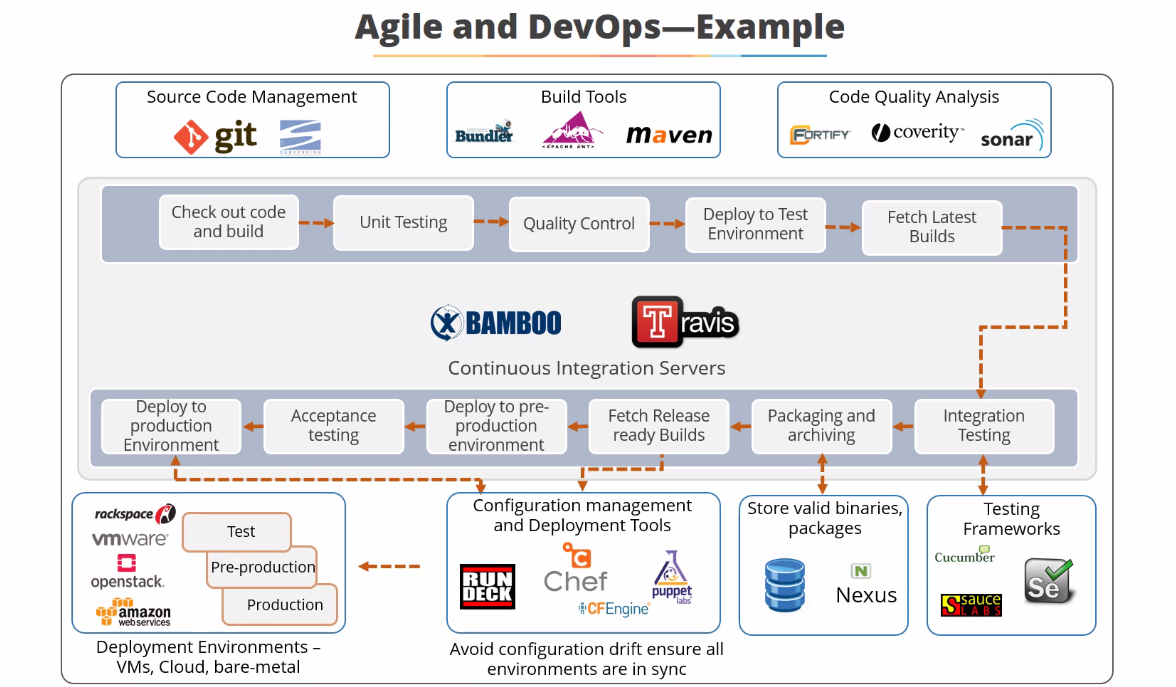 Agile and DevOps—Example
Source Code Management
git
SUBVERSION
Build Tools
Bundler
<APACHE ANT>
maven
Code Quality Analysis
FORTIFY
coverity™
sonar
Check out code
and build
Unit Testing
Quality Control
Deploy to Test
Environment
Fetch Latest
Builds
BAMBOO
Travis
Continuous Integration Servers
Deploy to
production
Environment
Acceptance
testing
Deploy to pre-
production
environment
Fetch Release
ready Builds
Packaging and
archiving
Integration
Testing
rackspace
vmware
openstack.
amazon
web services
Test
Pre-production
Production
Deployment Environments –
VMs, Cloud, bare-metal
Configuration management
and Deployment Tools
RUN
DECK
Chef
puppet
labs
CFEngine
Avoid configuration drift ensure all
environments are in sync
Store valid binaries,
packages
N
Nexus
Testing
Frameworks
Cucumber
Se
SAUCE
LABS